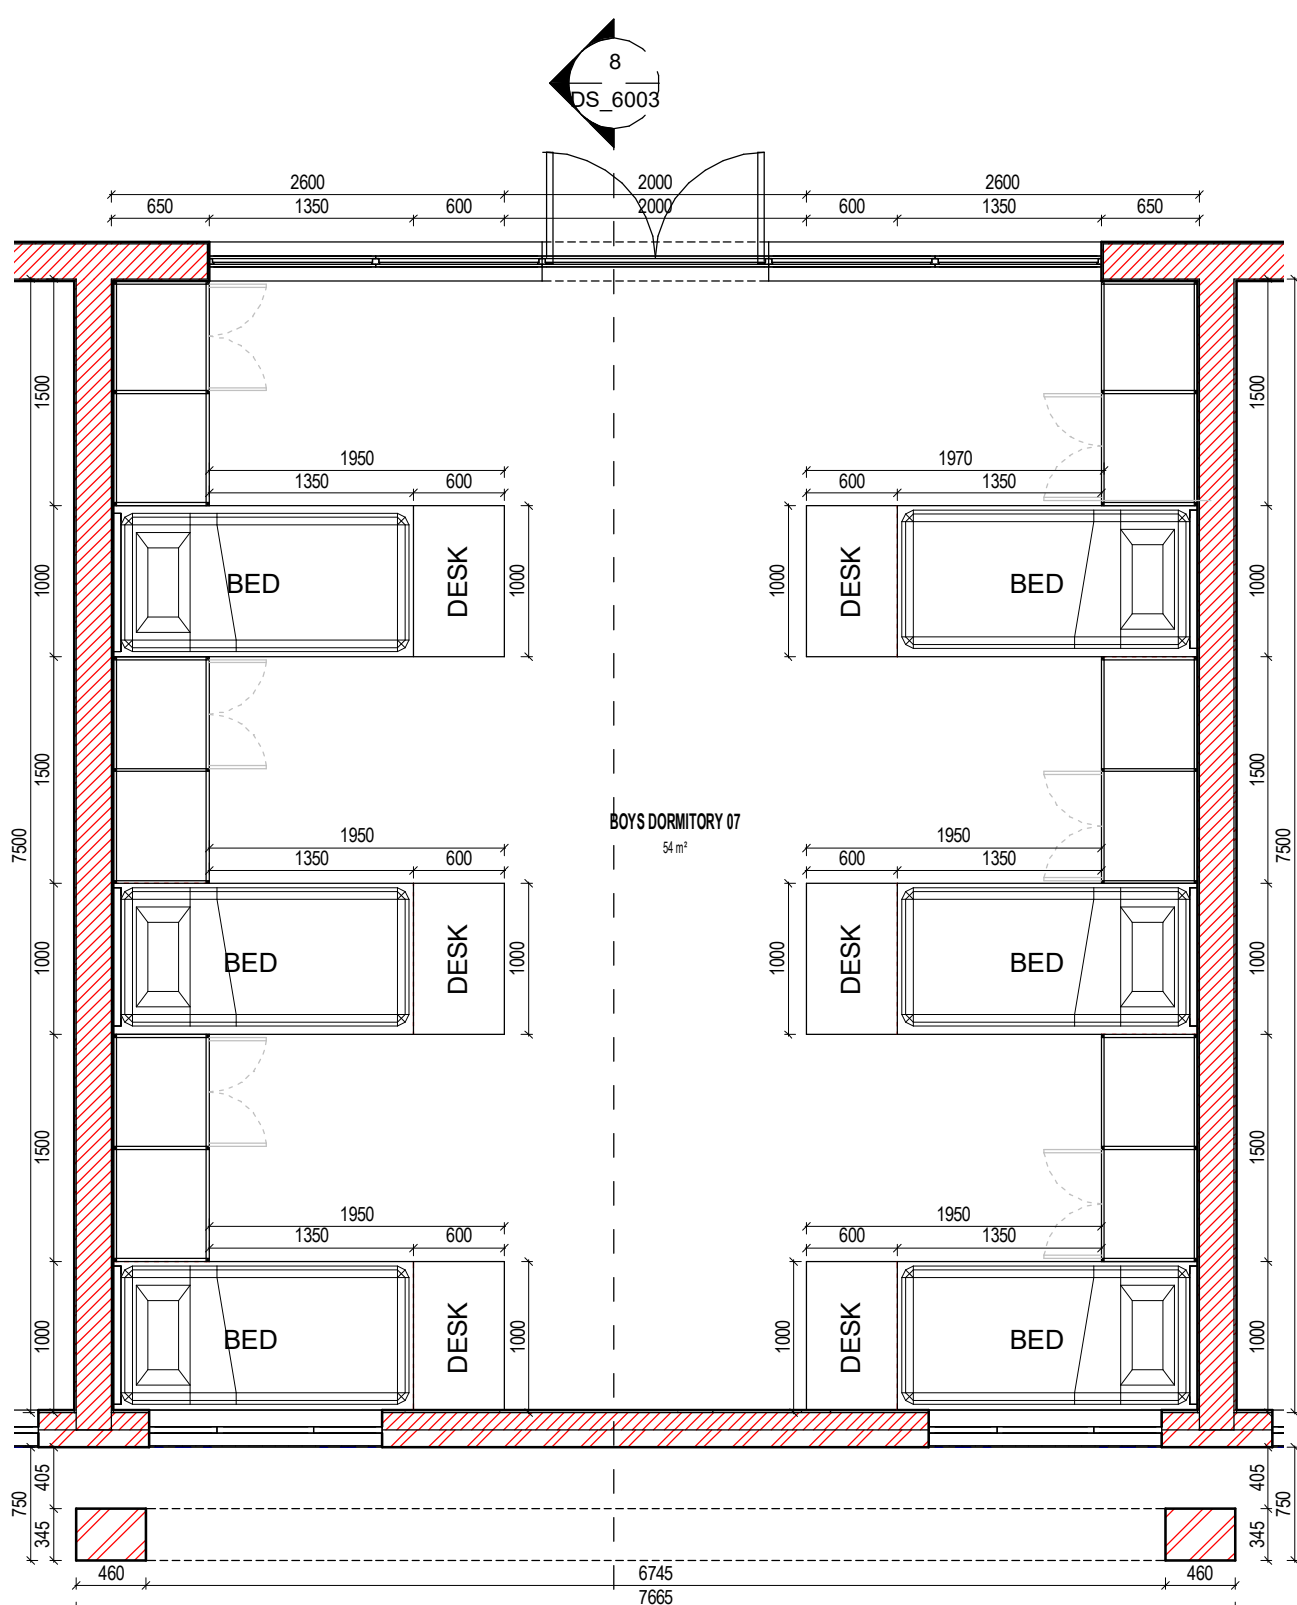 8
DS_6003
2600 2000 2600
650 1350 600 2000 600 1350 650
1500 1500
1950 1970
1350 600 600 1350
1000 BED DESK 1000 1000 DESK BED 1000
1500 1500
7500 BOYS DORMITORY 07 7500
54 m²
1950 1950
1350 600 600 1350
1000 BED DESK 1000 1000 DESK BED 1000
1500 1500
1950 1950
1350 600 600 1350
1000 BED DESK 1000 1000 DESK BED 1000
405 405
750 750
345 345
460 6745 460
7665